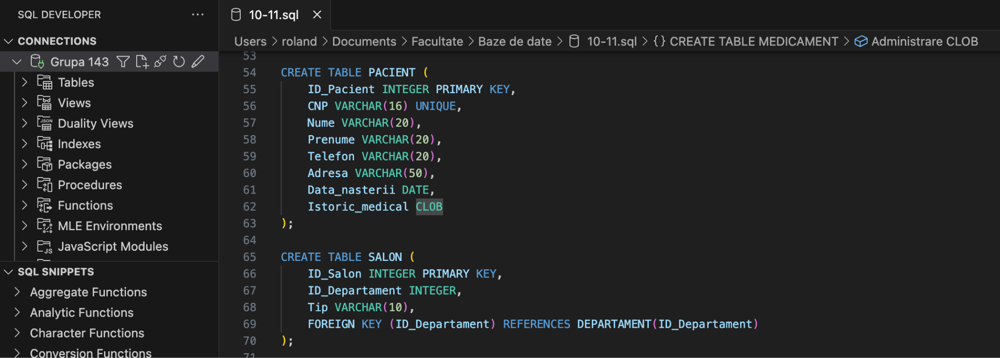 SQL DEVELOPER
CONNECTIONS
Grupa 143
Tables
Views
JSON
Duality Views
Indexes
Packages
Procedures
Functions
MLE Environments
JS
JavaScript Modules
SQL SNIPPETS
Aggregate Functions
Analytic Functions
Character Functions
Conversion Functions
10-11.sql
Users > roland > Documents > Facultate > Baze de date > 10-11.sql > {} CREATE TABLE MEDICAMENT > Administrare CLOB
53
54 CREATE TABLE PACIENT (
55 ID_Pacient INTEGER PRIMARY KEY,
56 CNP VARCHAR(16) UNIQUE,
57 Nume VARCHAR(20),
58 Prenume VARCHAR(20),
59 Telefon VARCHAR(20),
60 Adresa VARCHAR(50),
61 Data_nasterii DATE,
62 Istoric_medical CLOB
63 );
64
65 CREATE TABLE SALON (
66 ID_Salon INTEGER PRIMARY KEY,
67 ID_Departament INTEGER,
68 Tip VARCHAR(10),
69 FOREIGN KEY (ID_Departament) REFERENCES DEPARTAMENT(ID_Departament)
70 );
71